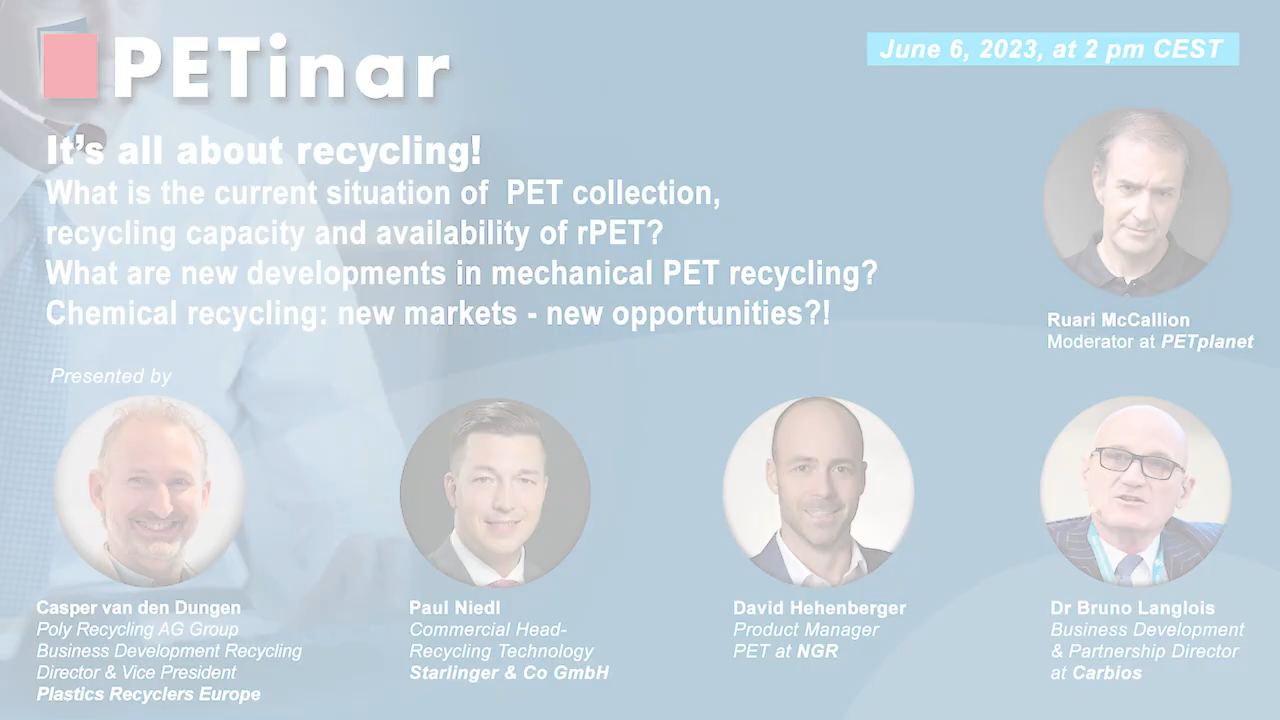 PETinar
June 6, 2023, at 2 pm CEST
It's all about recycling!
What is the current situation of PET collection,
recycling capacity and availability of rPET?
What are new developments in mechanical PET recycling?
Chemical recycling: new markets - new opportunities?!
Ruari McCallion
Moderator at PETplanet
Presented by
Casper van den Dungen
Poly Recycling AG Group
Business Development Recycling
Director & Vice President
Plastics Recyclers Europe
Paul Niedl
Commercial Head-
Recycling Technology
Starlinger & Co GmbH
David Hehenberger
Product Manager
PET at NGR
Dr Bruno Langlois
Business Development
& Partnership Director
at Carbios